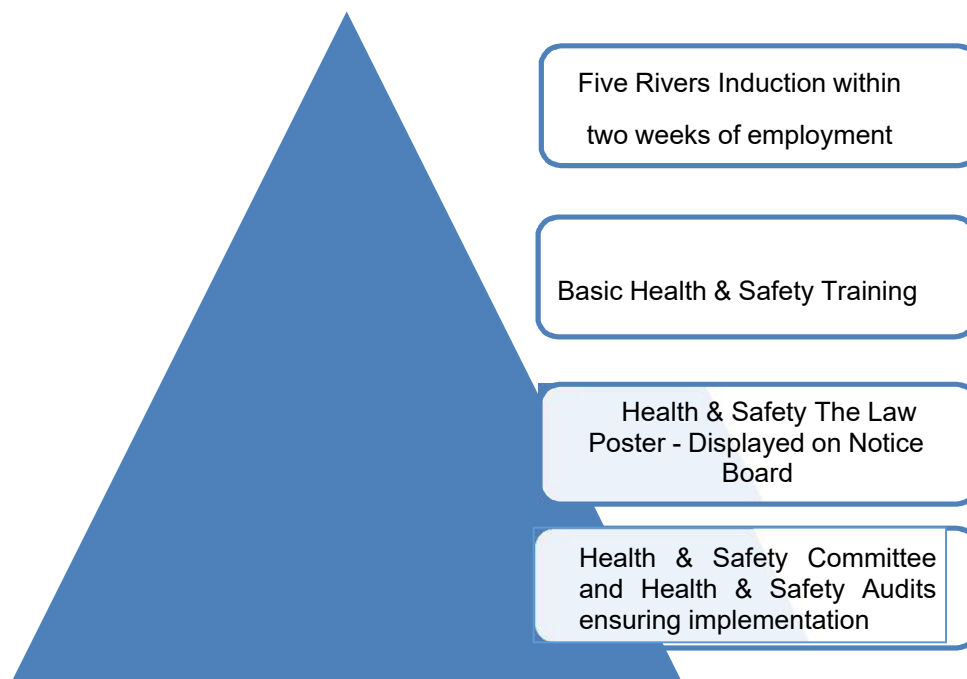 Five Rivers Induction within
two weeks of employment
Basic Health & Safety Training
Health & Safety The Law
Poster - Displayed on Notice
Board
Health & Safety Committee
and Health & Safety Audits
ensuring implementation